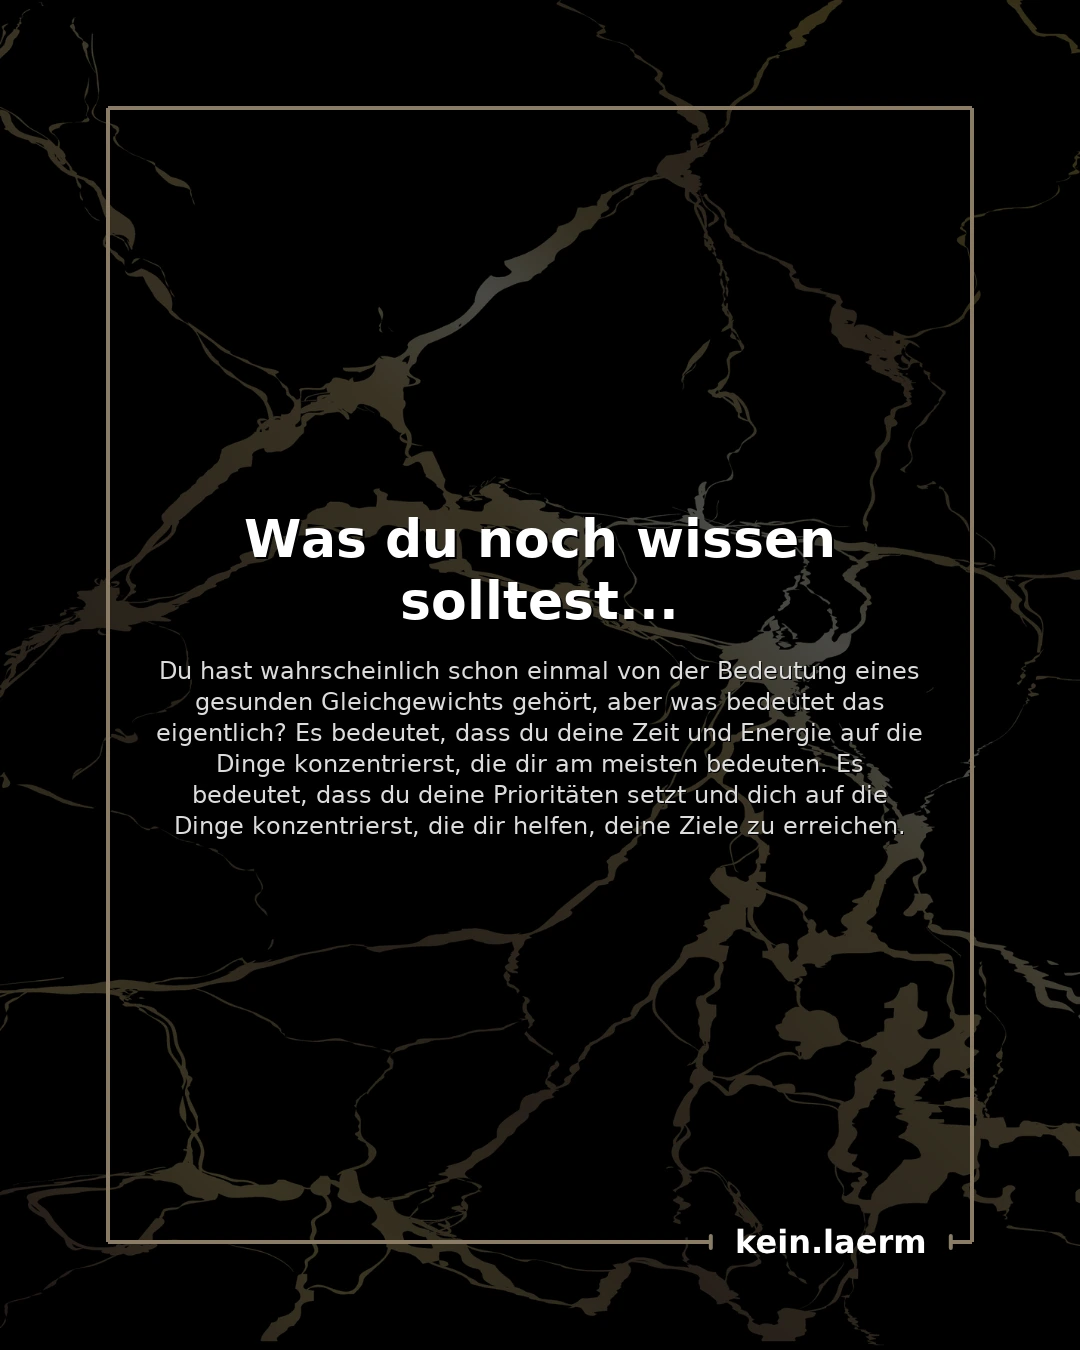 Was du noch wissen
solltest...
Du hast wahrscheinlich schon einmal von der Bedeutung eines
gesunden Gleichgewichts gehört, aber was bedeutet das
eigentlich? Es bedeutet, dass du deine Zeit und Energie auf die
Dinge konzentrierst, die dir am meisten bedeuten. Es
bedeutet, dass du deine Prioritäten setzt und dich auf die
Dinge konzentrierst, die dir helfen, deine Ziele zu erreichen.
kein.laerm